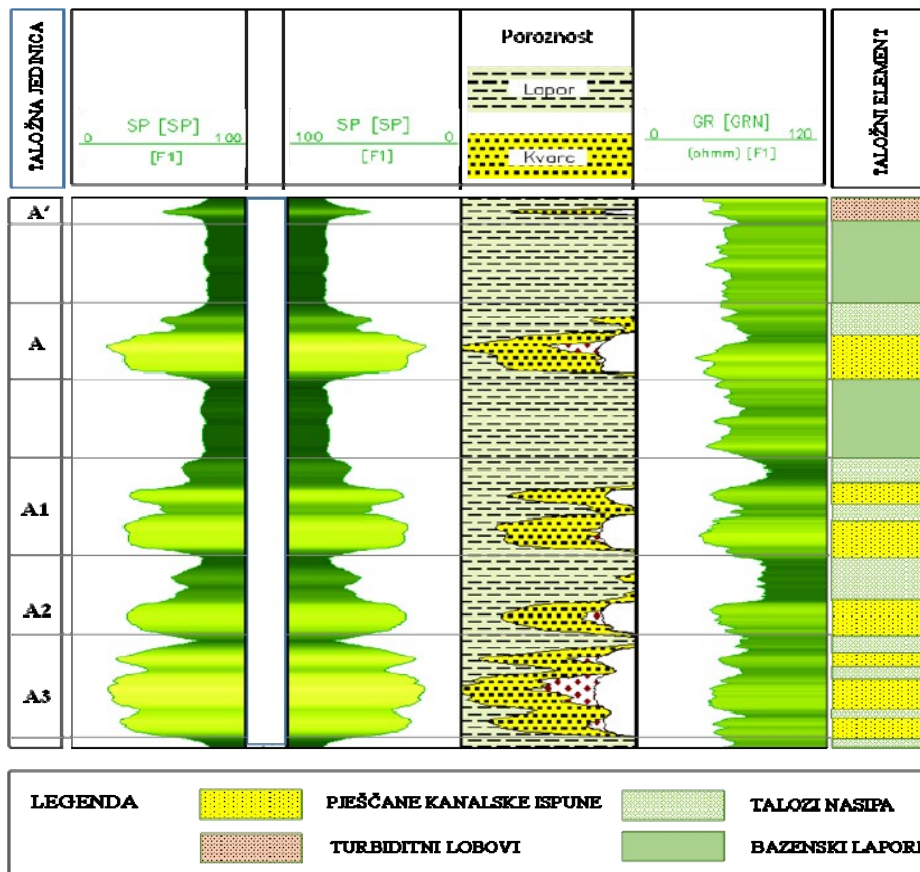 TALOŽNA JEDINICA
SP [SP]
0 100
[F1]
SP [SP]
100 0
[F1]
Poroznost
Lapor
Kvarc
GR [GRN]
0 120
(ohmm) [F1]
TALOŽNI ELEMENT
A'
A
A1
A2
A3
LEGENDA
PJEŠČANE KANALSKE ISPUNE
TALOZI NASIPA
TURBIDITNI LOBOVI
BAZENSKI LAPORI